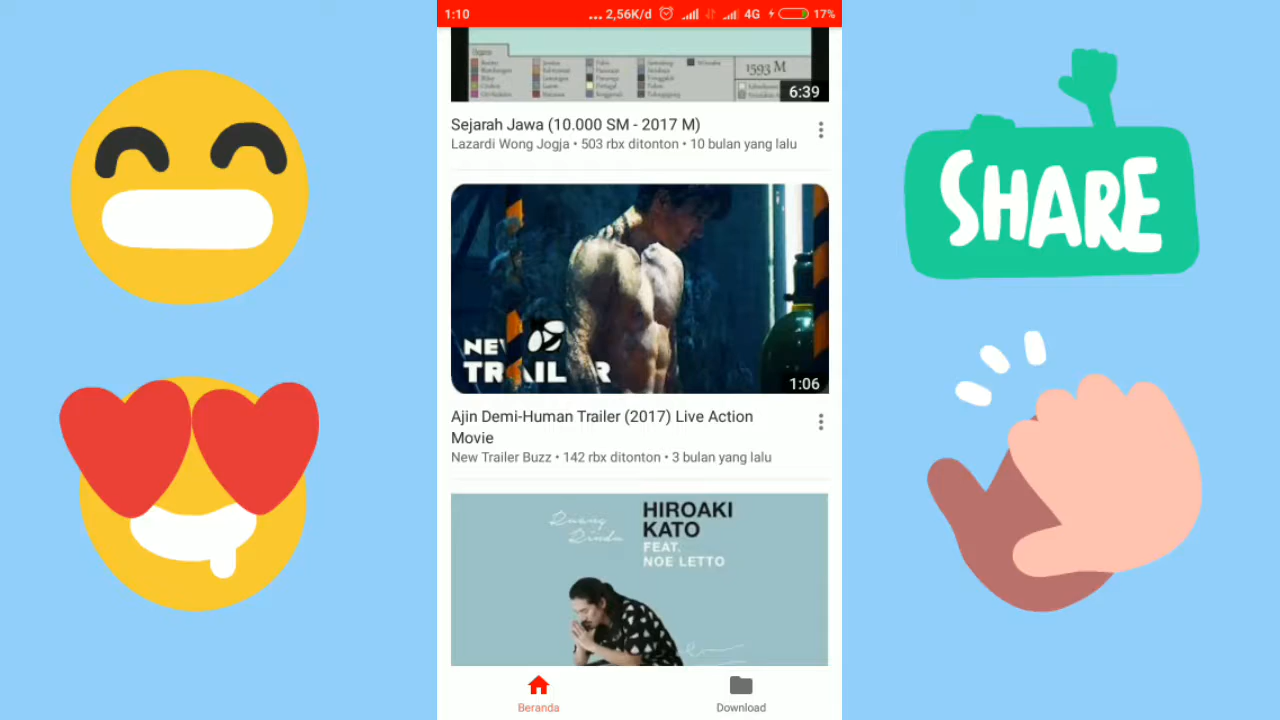 1:10
... 2,56K/d 4G 17%
1593 M
6:39
Sejarah Jawa (10.000 SM - 2017 M)
Lazardi Wong Jogja • 503 rbx ditonton • 10 bulan yang lalu
SHARE
TRAILER
1:06
Ajin Demi-Human Trailer (2017) Live Action
Movie
New Trailer Buzz • 142 rbx ditonton • 3 bulan yang lalu
Ruang
Rindu
HIROAKI
KATO
FEAT.
NOE LETTO
Beranda
Download